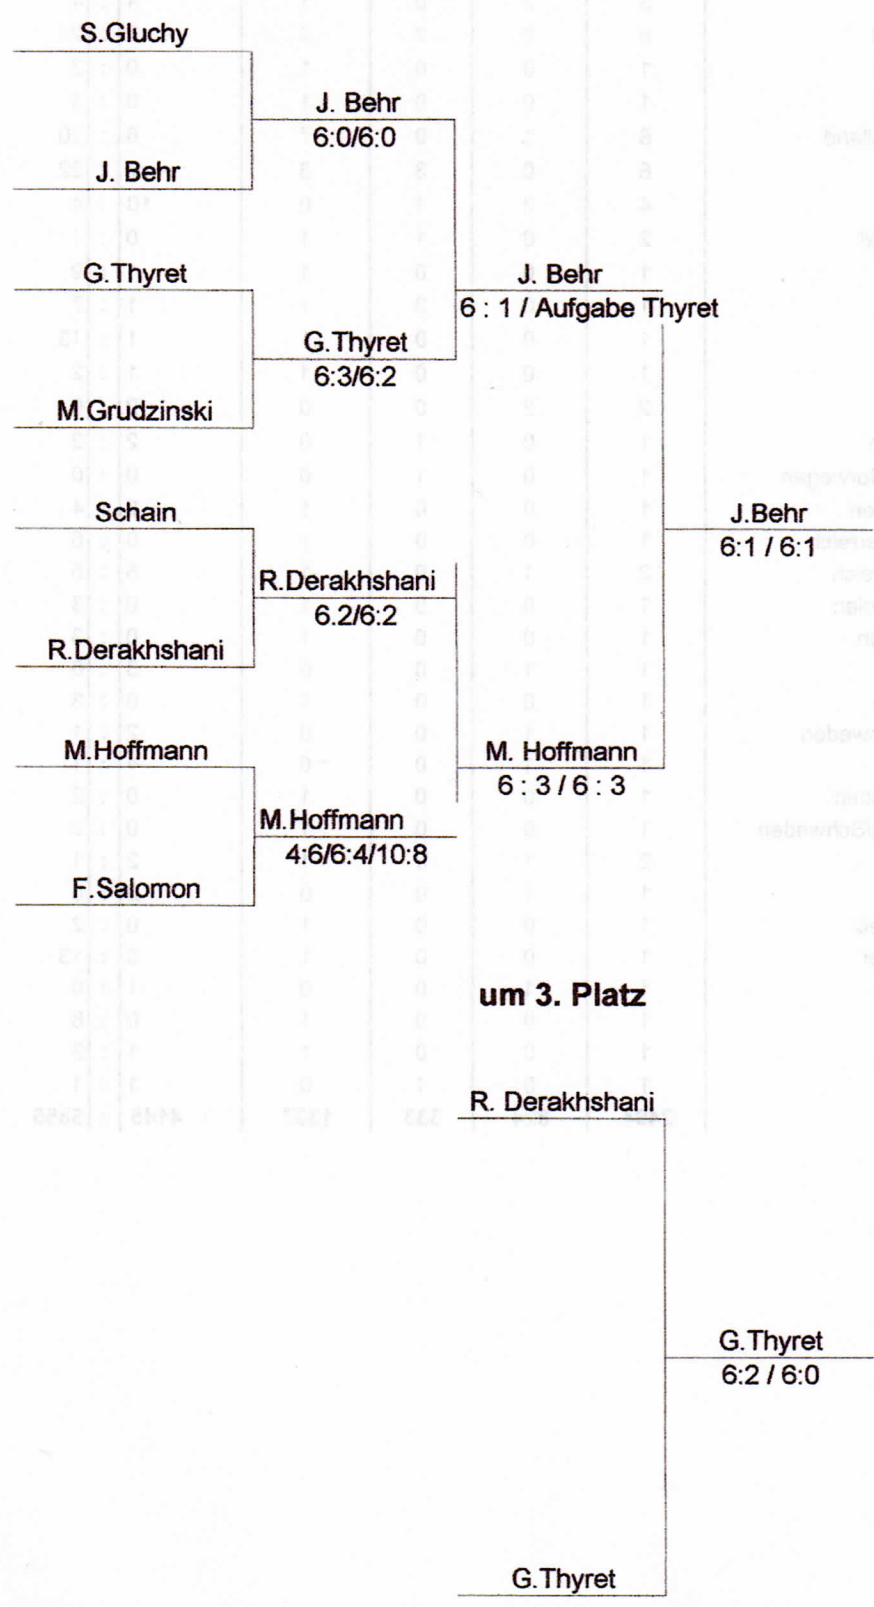 S.Gluchy
J. Behr
6:0/6:0
J. Behr
G.Thyret
J. Behr
6 : 1 / Aufgabe Thyret
G.Thyret
6:3/6:2
M.Grudzinski
Schain
J.Behr
6:1 / 6:1
R.Derakhshani
6.2/6:2
R.Derakhshani
M.Hoffmann
M. Hoffmann
6 : 3 / 6 : 3
M.Hoffmann
4:6/6:4/10:8
F.Salomon
um 3. Platz
R. Derakhshani
G.Thyret
6:2 / 6:0
G.Thyret